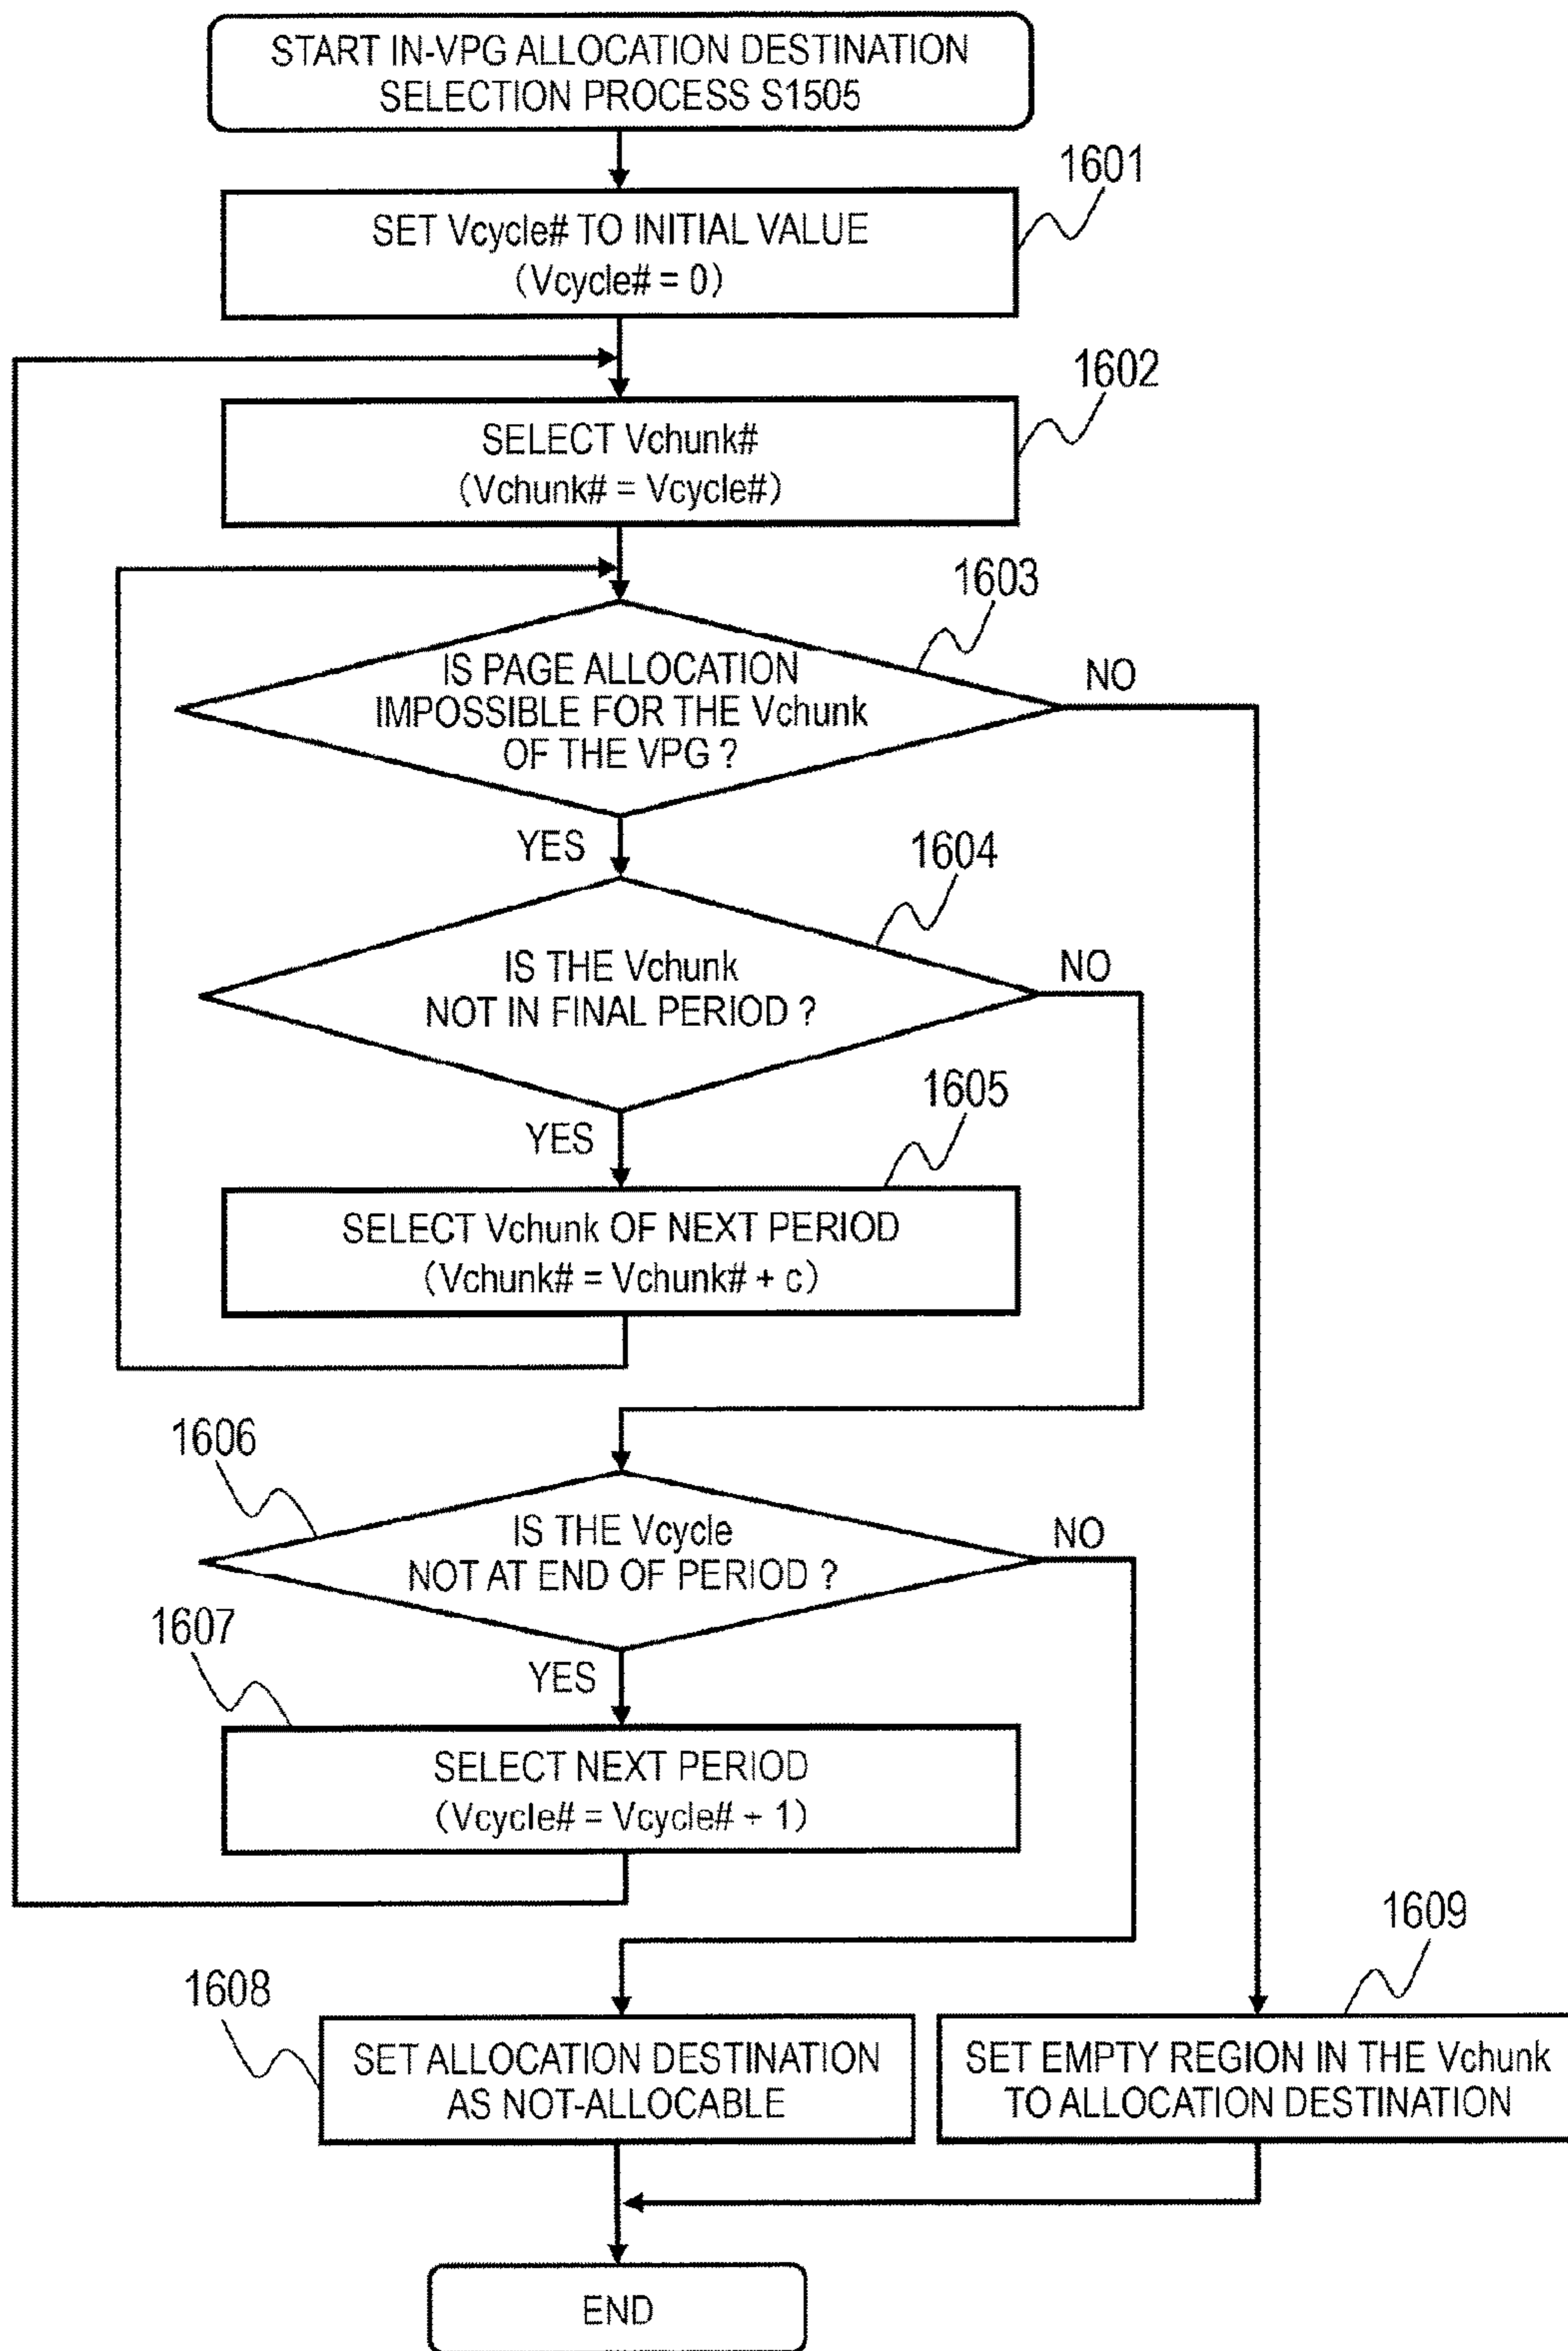 START IN-VPG ALLOCATION DESTINATION
SELECTION PROCESS S1505
1601
SET Vcycle# TO INITIAL VALUE
(Vcycle# = 0)
1602
SELECT Vchunk#
(Vchunk# = Vcycle#)
1603
IS PAGE ALLOCATION
IMPOSSIBLE FOR THE Vchunk
OF THE VPG ?
NO
YES
1604
IS THE Vchunk
NOT IN FINAL PERIOD ?
NO
YES
1605
SELECT Vchunk OF NEXT PERIOD
(Vchunk# = Vchunk# + c)
1606
IS THE Vcycle
NOT AT END OF PERIOD ?
NO
YES
1607
SELECT NEXT PERIOD
(Vcycle# = Vcycle# + 1)
1608
SET ALLOCATION DESTINATION
AS NOT-ALLOCABLE
1609
SET EMPTY REGION IN THE Vchunk
TO ALLOCATION DESTINATION
END